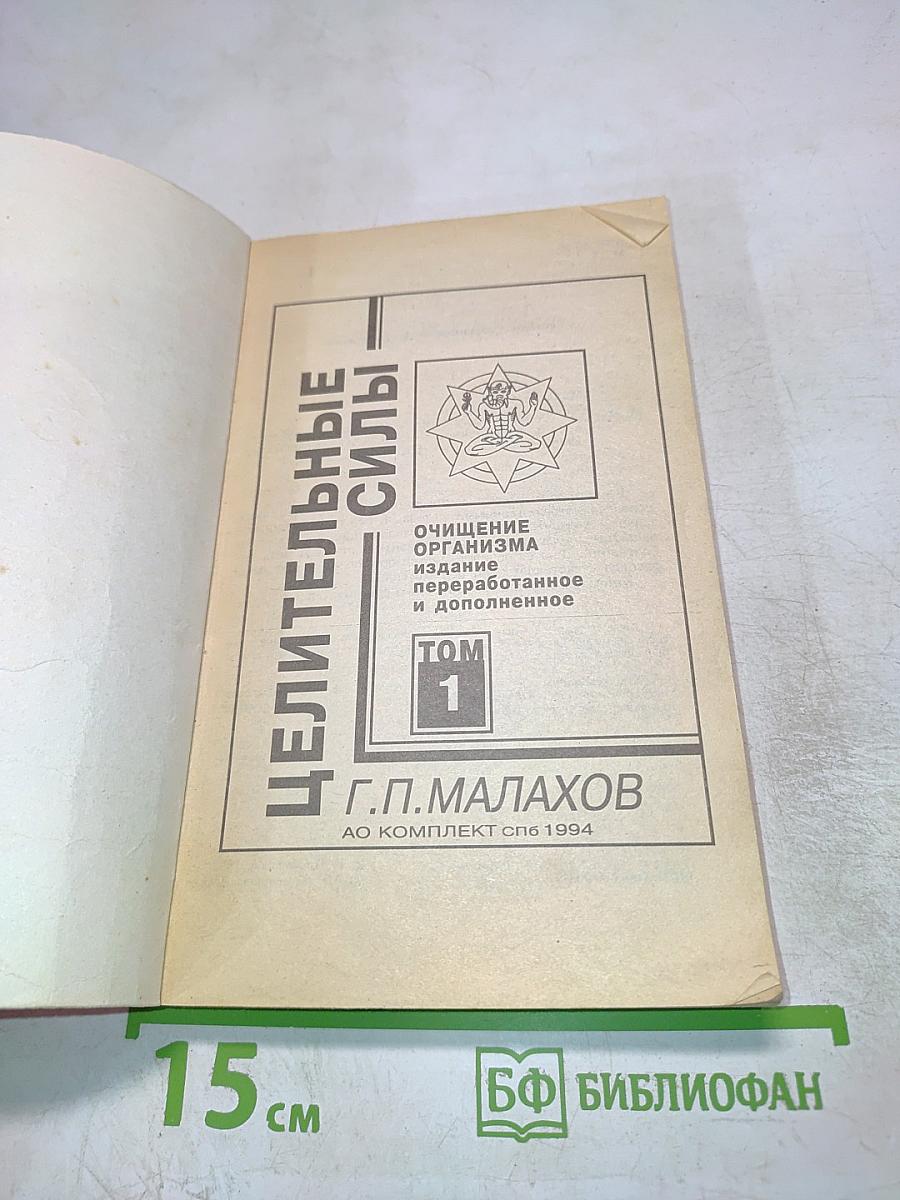 ЦЕЛИТЕЛЬНЫЕ
СИЛЫ
ОЧИЩЕНИЕ
ОРГАНИЗМА
издание
переработанное
и дополненное
ТОМ
1
Г.П.МАЛАХОВ
АО КОМПЛЕКТ спб 1994
15 см
БФ БИБЛИОФАН